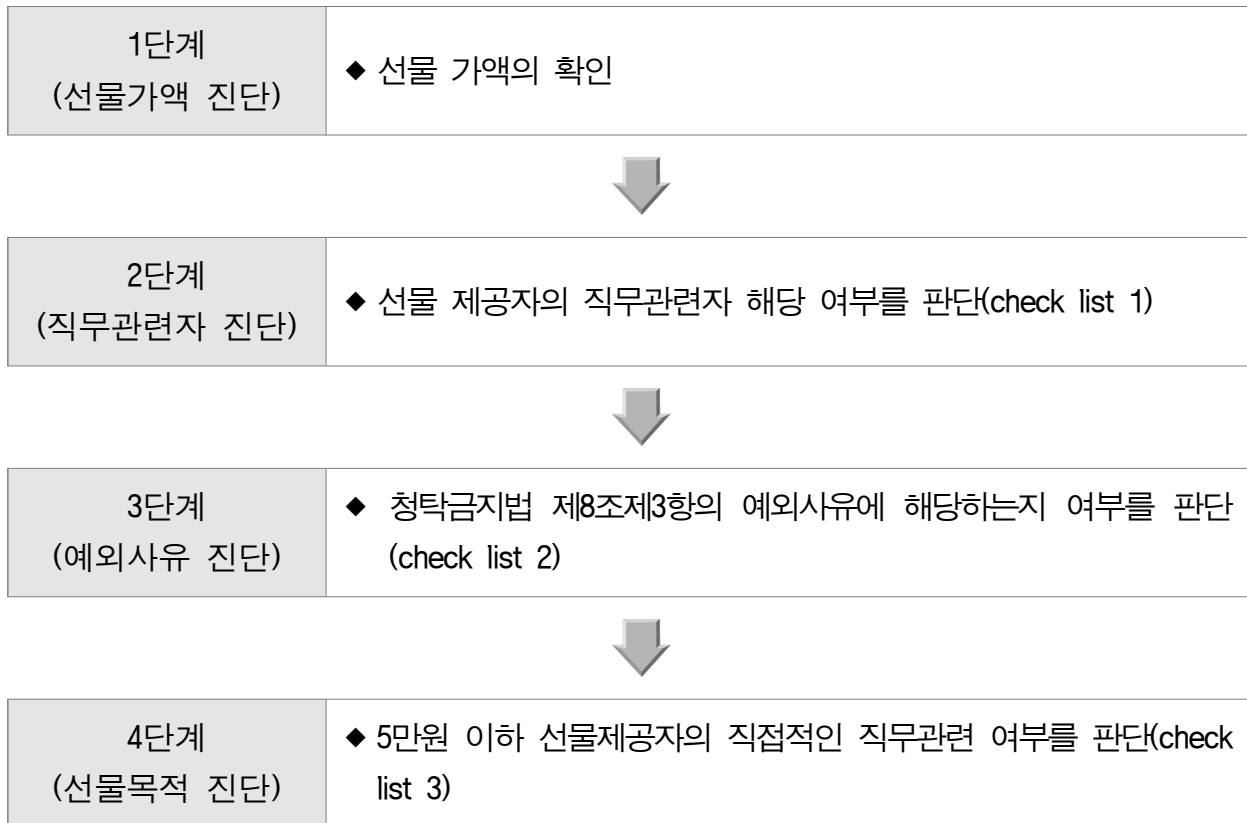 1단계
(선물가액 진단)
◆ 선물 가액의 확인
2단계
(직무관련자 진단)
◆ 선물 제공자의 직무관련자 해당 여부를 판단(check list 1)
3단계
(예외사유 진단)
◆ 청탁금지법 제8조제3항의 예외사유에 해당하는지 여부를 판단
(check list 2)
4단계
(선물목적 진단)
◆ 5만원 이하 선물제공자의 직접적인 직무관련 여부를 판단(check
list 3)